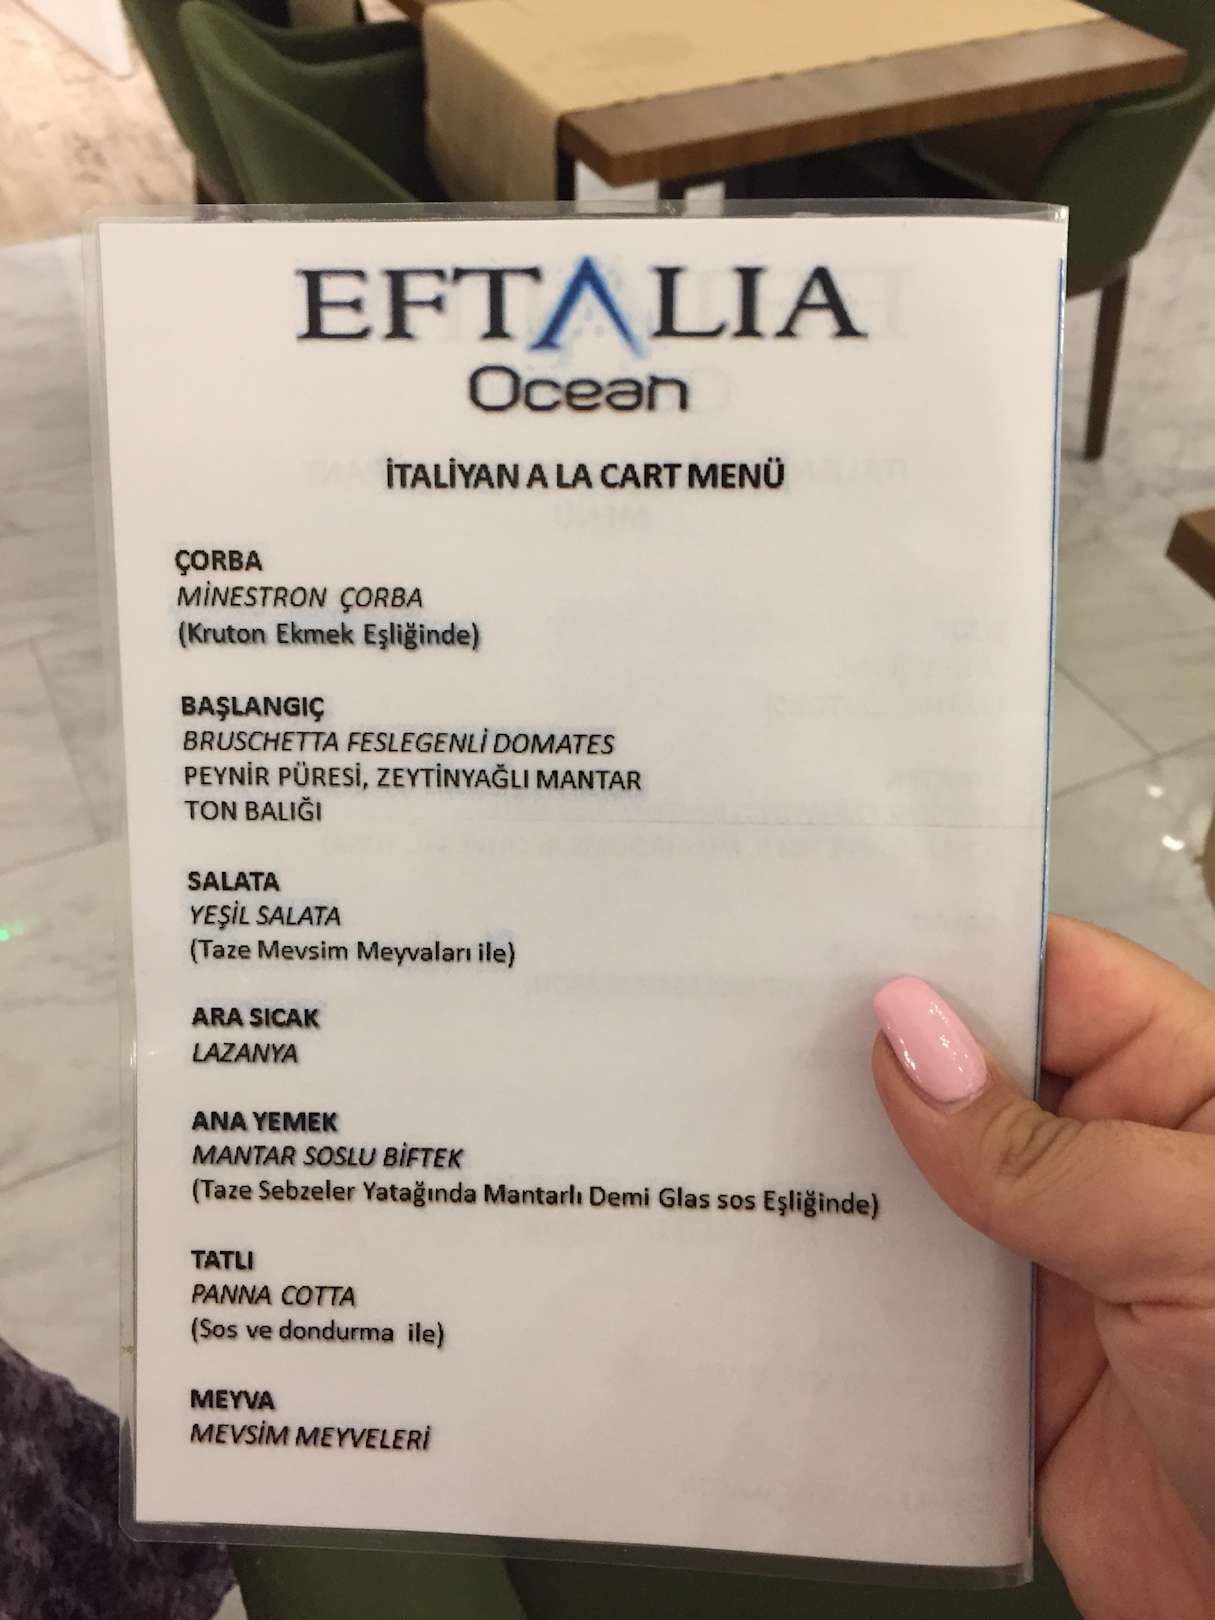 EFTALIA
Ocean
İTALİYAN A LA CART MENÜ
ÇORBA
MİNESTRON ÇORBA
(Kruton Ekmek Eşliğinde)
BAŞLANGIÇ
BRUSCHETTA FESLEGENLİ DOMATES
PEYNİR PÜRESİ, ZEYTİNYAĞLI MANTAR
TON BALIĞI
SALATA
YEŞİL SALATA
(Taze Mevsim Meyvaları ile)
ARA SICAK
LAZANYA
ANA YEMEK
MANTAR SOSLU BİFTEK
(Taze Sebzeler Yatağında Mantarlı Demi Glas sos Eşliğinde)
TATLI
PANNA COTTA
(Sos ve dondurma ile)
MEYVA
MEVSİM MEYVELERİ